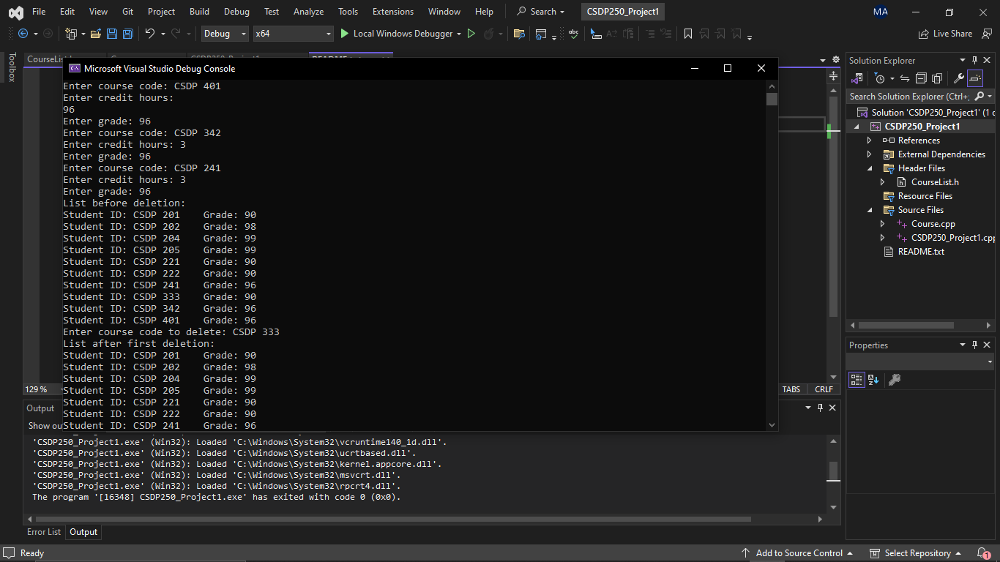 File Edit View Git Project Build Debug Test Analyze Tools Extensions Window Help Search CSDP250_Project1 MA
Debug x64 Local Windows Debugger Live Share
Toolbox
Microsoft Visual Studio Debug Console
Enter course code: CSDP 401
Enter credit hours:
96
Enter grade: 96
Enter course code: CSDP 342
Enter credit hours: 3
Enter grade: 96
Enter course code: CSDP 241
Enter credit hours: 3
Enter grade: 96
List before deletion:
Student ID: CSDP 201    Grade: 90
Student ID: CSDP 202    Grade: 98
Student ID: CSDP 204    Grade: 99
Student ID: CSDP 205    Grade: 99
Student ID: CSDP 221    Grade: 90
Student ID: CSDP 222    Grade: 90
Student ID: CSDP 241    Grade: 96
Student ID: CSDP 333    Grade: 90
Student ID: CSDP 342    Grade: 96
Student ID: CSDP 401    Grade: 96
Enter course code to delete: CSDP 333
List after first deletion:
Student ID: CSDP 201    Grade: 90
Student ID: CSDP 202    Grade: 98
Student ID: CSDP 204    Grade: 99
Student ID: CSDP 205    Grade: 99
Student ID: CSDP 221    Grade: 90
Student ID: CSDP 222    Grade: 90
Student ID: CSDP 241    Grade: 96
129 % TABS CRLF
Output
Show ou
'CSDP250_Project1.exe' (Win32): Loaded 'C:\Windows\System32\vcruntime140_1d.dll'.
'CSDP250_Project1.exe' (Win32): Loaded 'C:\Windows\System32\ucrtbased.dll'.
'CSDP250_Project1.exe' (Win32): Loaded 'C:\Windows\System32\kernel.appcore.dll'.
'CSDP250_Project1.exe' (Win32): Loaded 'C:\Windows\System32\msvcrt.dll'.
'CSDP250_Project1.exe' (Win32): Loaded 'C:\Windows\System32\rpcrt4.dll'.
The program '[16348] CSDP250_Project1.exe' has exited with code 0 (0x0).
Error List Output
Solution Explorer
Search Solution Explorer (Ctrl+;
Solution 'CSDP250_Project1' (1 o
CSDP250_Project1
References
External Dependencies
Header Files
CourseList.h
Resource Files
Source Files
Course.cpp
CSDP250_Project1.cpp
README.txt
Properties
Ready Add to Source Control Select Repository 1